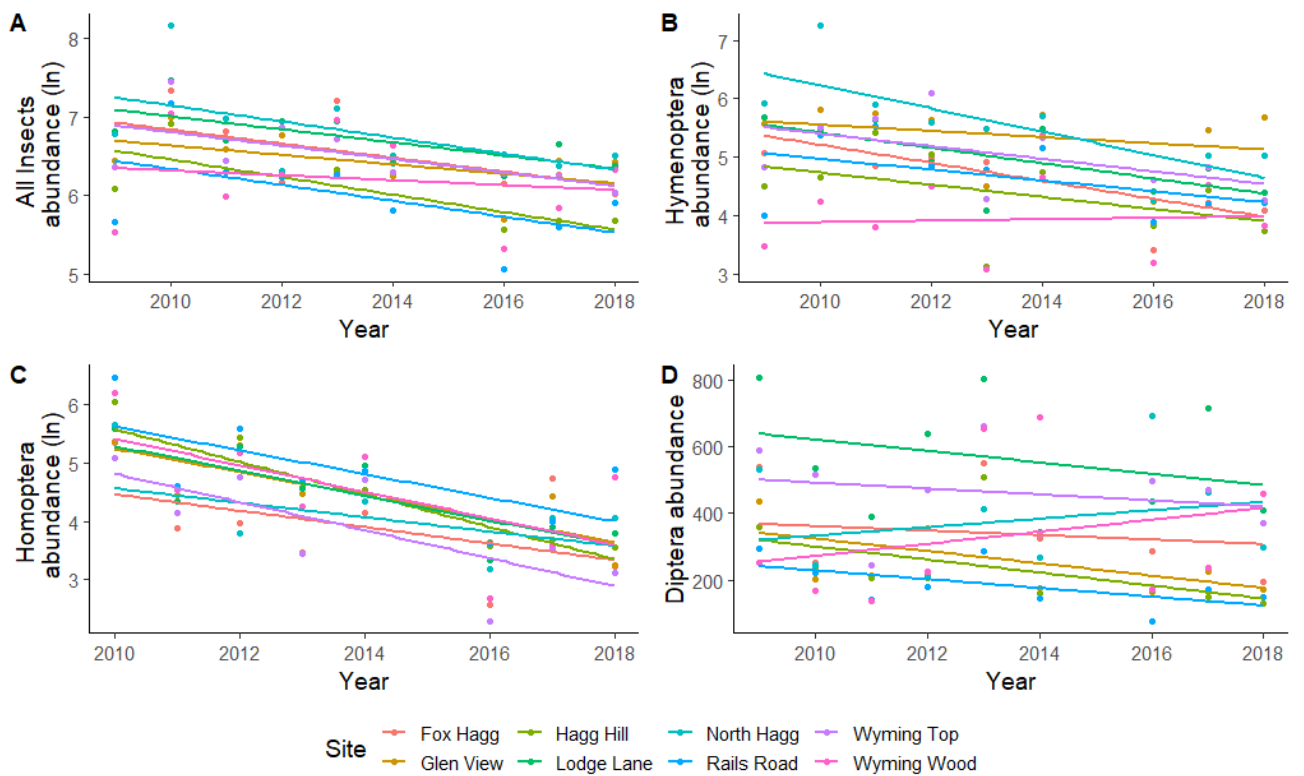 A
All Insects
abundance (ln)
8
7
6
5
2010
2012
2014
2016
2018
Year
B
Hymenoptera
abundance (ln)
7
6
5
4
3
2010
2012
2014
2016
2018
Year
C
Homoptera
abundance (ln)
6
5
4
3
2010
2012
2014
2016
2018
Year
D
Diptera abundance
800
600
400
200
2010
2012
2014
2016
2018
Year
Site
Fox Hagg
Hagg Hill
North Hagg
Wyming Top
Glen View
Lodge Lane
Rails Road
Wyming Wood